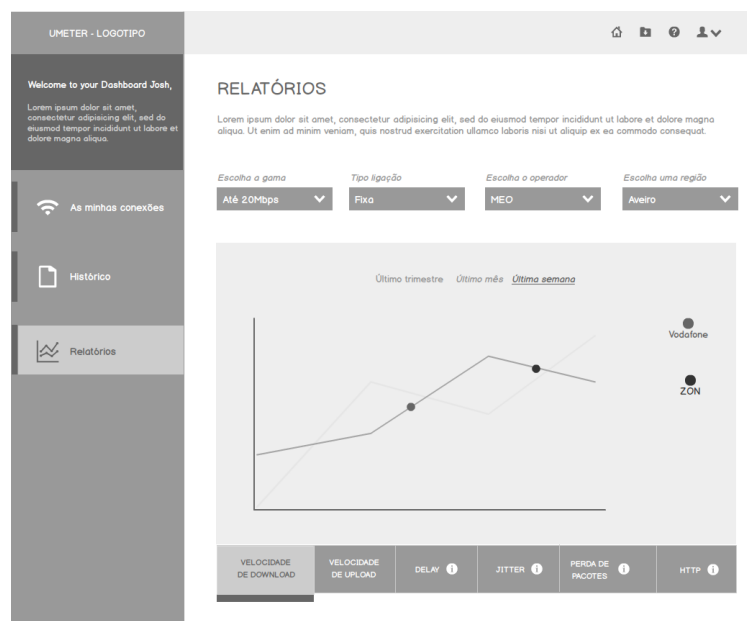 UMETER - LOGOTIPO
Welcome to your Dashboard Josh,
Lorem ipsum dolor sit amet,
consectetur adipisicing elit, sed do
eiusmod tempor incididunt ut labore et
dolore magna aliqua.
As minhas conexões
Histórico
Relatórios
RELATÓRIOS
Lorem ipsum dolor sit amet, consectetur adipisicing elit, sed do eiusmod tempor incididunt ut labore et dolore magna
aliqua. Ut enim ad minim veniam, quis nostrud exercitation ullamco laboris nisi ut aliquip ex ea commodo consequat.
Escolha a gama Tipo ligação Escolha o operador Escolha uma região
Até 20Mbps Fixa MEO Aveiro
Último trimestre Último mês Última semana
Vodafone
ZON
VELOCIDADE
DE DOWNLOAD
VELOCIDADE
DE UPLOAD
DELAY i
JITTER i
PERDA DE
PACOTES i
HTTP i